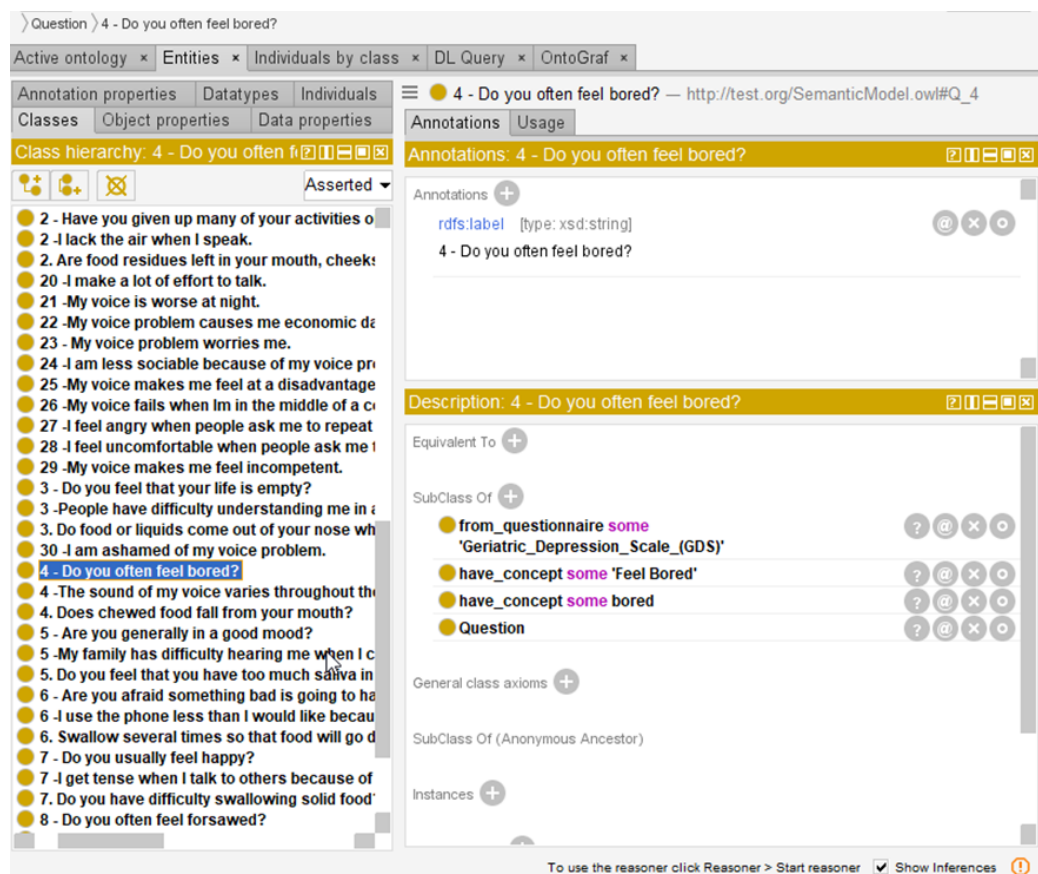 Question 4 - Do you often feel bored?
Active ontology × Entities × Individuals by class × DL Query × OntoGraf ×
Annotation properties Datatypes Individuals
Classes Object properties Data properties
Class hierarchy: 4 - Do you often f
Asserted
2 - Have you given up many of your activities o
2 -I lack the air when I speak.
2. Are food residues left in your mouth, cheeks
20 -I make a lot of effort to talk.
21 -My voice is worse at night.
22 -My voice problem causes me economic da
23 - My voice problem worries me.
24 -I am less sociable because of my voice pro
25 -My voice makes me feel at a disadvantage
26 -My voice fails when Im in the middle of a c
27 -I feel angry when people ask me to repeat
28 -I feel uncomfortable when people ask me t
29 -My voice makes me feel incompetent.
3 - Do you feel that your life is empty?
3 -People have difficulty understanding me in a
3. Do food or liquids come out of your nose wh
30 -I am ashamed of my voice problem.
4 - Do you often feel bored?
4 -The sound of my voice varies throughout the
4. Does chewed food fall from your mouth?
5 - Are you generally in a good mood?
5 -My family has difficulty hearing me when I c
5. Do you feel that you have too much saliva in
6 - Are you afraid something bad is going to ha
6 -I use the phone less than I would like becau
6. Swallow several times so that food will go d
7 - Do you usually feel happy?
7 -I get tense when I talk to others because of
7. Do you have difficulty swallowing solid food
8 - Do you often feel forsawed?
4 - Do you often feel bored? — http://test.org/SemanticModel.owl#Q_4
Annotations Usage
Annotations: 4 - Do you often feel bored?
Annotations
rdfs:label [type: xsd:string]
4 - Do you often feel bored?
Description: 4 - Do you often feel bored?
Equivalent To
SubClass Of
from_questionnaire some
'Geriatric_Depression_Scale_(GDS)'
have_concept some 'Feel Bored'
have_concept some bored
Question
General class axioms
SubClass Of (Anonymous Ancestor)
Instances
To use the reasoner click Reasoner > Start reasoner Show Inferences